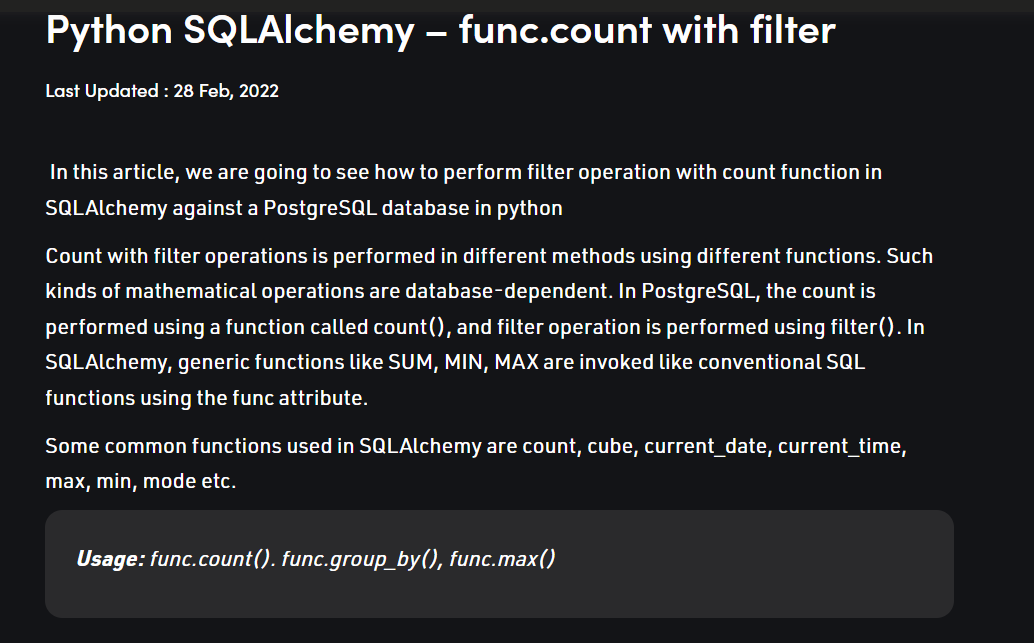 Python SQLAlchemy – func.count with filter
Last Updated : 28 Feb, 2022
In this article, we are going to see how to perform filter operation with count function in
SQLAlchemy against a PostgreSQL database in python
Count with filter operations is performed in different methods using different functions. Such
kinds of mathematical operations are database-dependent. In PostgreSQL, the count is
performed using a function called count(), and filter operation is performed using filter(). In
SQLAlchemy, generic functions like SUM, MIN, MAX are invoked like conventional SQL
functions using the func attribute.
Some common functions used in SQLAlchemy are count, cube, current_date, current_time,
max, min, mode etc.
Usage: func.count(). func.group_by(), func.max()